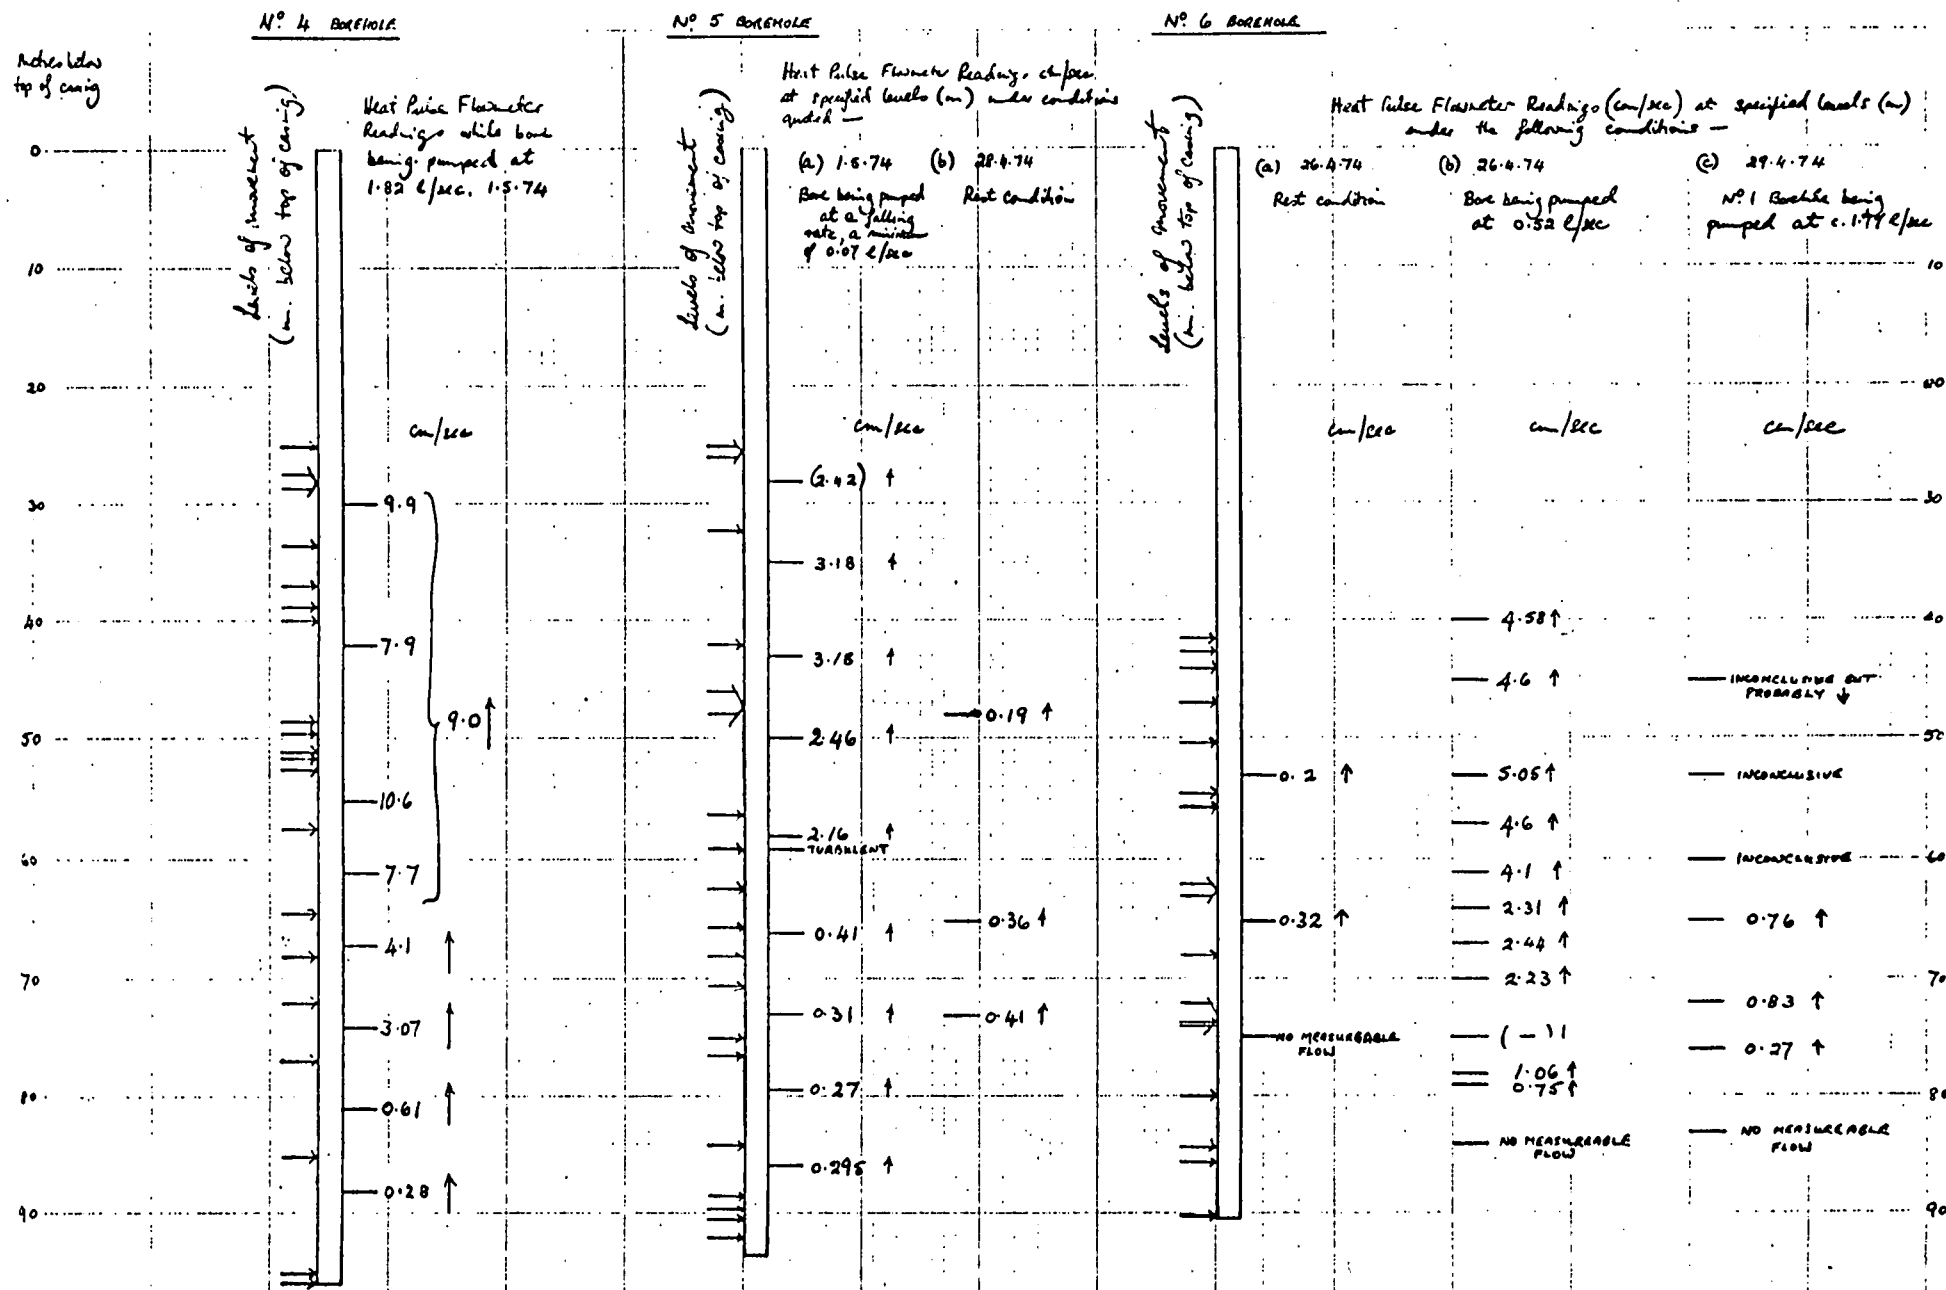 Nº 4 BOREHOLE
Metres below
top of casing
Levels of movement
(m. below top of casing)
Heat Pulse Flowmeter
Readings while bore
being pumped at
1.82 l/sec. 1.5.74
cm/sec
9.9
7.9
9.0 ↑
10.6
7.7
4.1 ↑
3.07 ↑
0.61 ↑
0.28 ↑
0
10
20
30
40
50
60
70
80
90
Nº 5 BOREHOLE
Levels of movement
(m. below top of casing)
Heat Pulse Flowmeter Readings cm/sec
at specified levels (m) under conditions
quoted —
(a) 1.5.74
Bore being pumped
at a falling
rate, a minimum
of 0.07 l/sec
cm/sec
(2.42) ↑
3.18 ↑
3.18 ↑
2.46 ↑
2.16 ↑
TURBULENT
0.41 ↑
0.31 ↑
0.27 ↑
0.295 ↑
(b) 28.4.74
Rest condition
0.19 ↑
0.36 ↑
0.41 ↑
Nº 6 BOREHOLE
Levels of movement
(m. below top of casing)
Heat Pulse Flowmeter Readings (cm/sec) at specified levels (m)
under the following conditions —
(a) 26.4.74
Rest condition
cm/sec
0.2 ↑
0.32 ↑
NO MEASUREABLE
FLOW
(b) 26.4.74
Bore being pumped
at 0.52 l/sec
cm/sec
4.58 ↑
4.6 ↑
5.05 ↑
4.6 ↑
4.1 ↑
2.31 ↑
2.44 ↑
2.23 ↑
( — )
1.06 ↑
0.75 ↑
NO MEASUREABLE
FLOW
(c) 29.4.74
Nº 1 Borehole being
pumped at c. l/sec
cm/sec
INCONCLUSIVE BUT
PROBABLY ↓
INCONCLUSIVE
INCONCLUSIVE
0.76 ↑
0.83 ↑
0.27 ↑
NO MEASUREABLE
FLOW
10
20
30
40
50
60
70
80
90